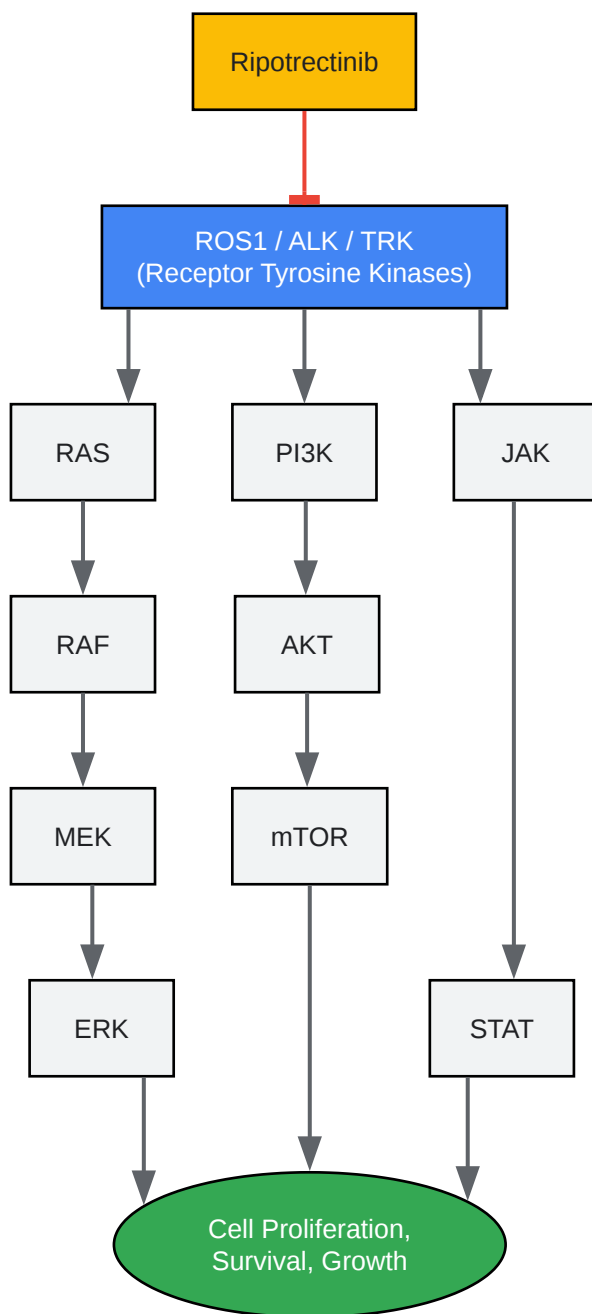 Ripotrectinib
ROS1 / ALK / TRK
(Receptor Tyrosine Kinases)
RAS
PI3K
JAK
RAF
AKT
MEK
mTOR
ERK
STAT
Cell Proliferation,
Survival, Growth